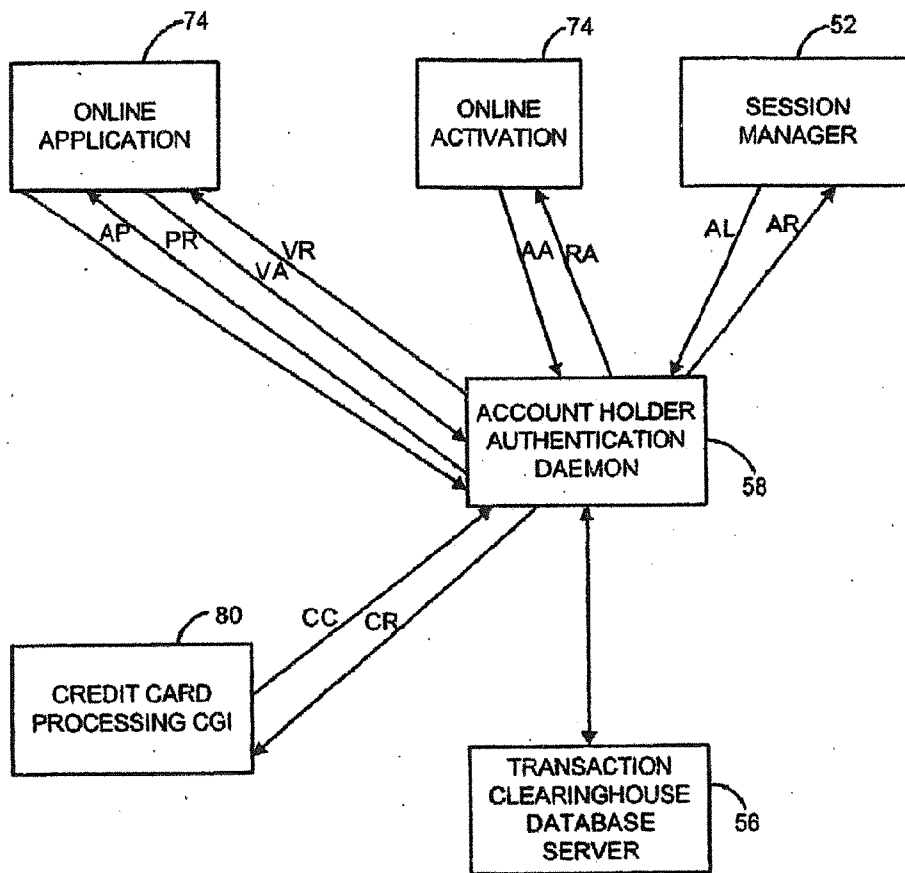 74
74
52
ONLINE
APPLICATION
ONLINE
ACTIVATION
SESSION
MANAGER
AP
PR
VA
VR
AA
RA
AL
AR
ACCOUNT HOLDER
AUTHENTICATION
DAEMON
58
CC
CR
80
CREDIT CARD
PROCESSING CGI
TRANSACTION
CLEARINGHOUSE
DATABASE
SERVER
56